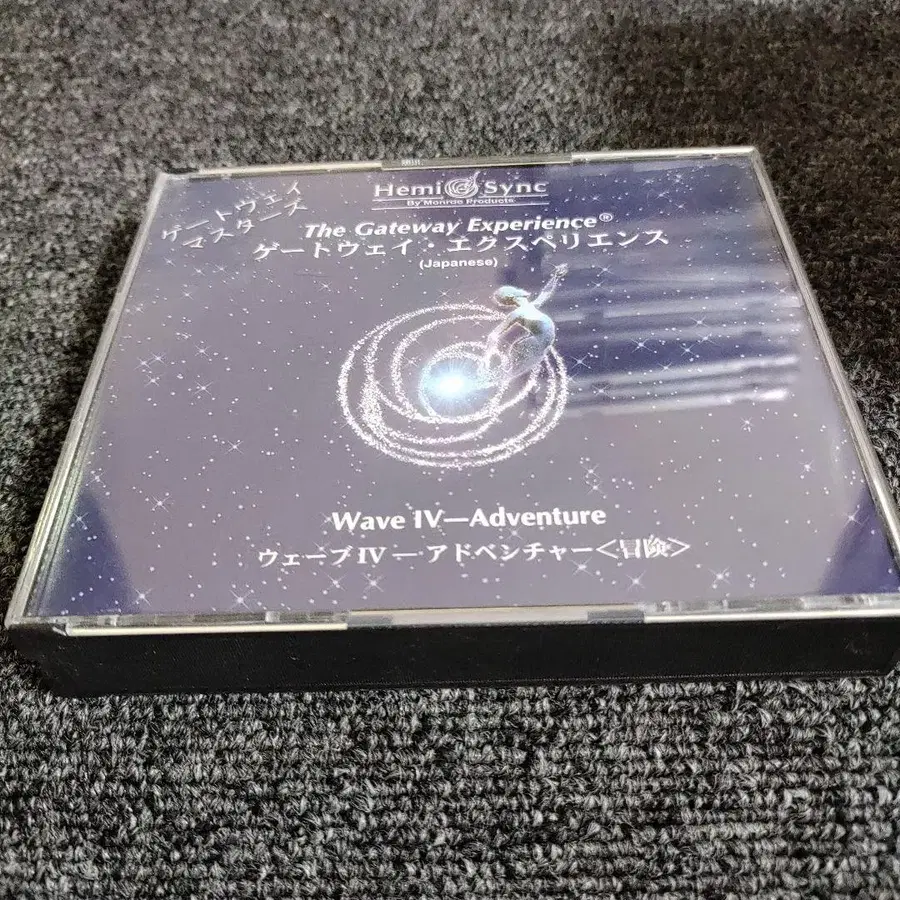 Hemi Sync
By Monroe Products
ゲートウェイ
マスターズ
The Gateway Experience®
ゲートウェイ・エクスペリエンス
(Japanese)
Wave IV—Adventure
ウェーブIV — アドベンチャー<冒険>